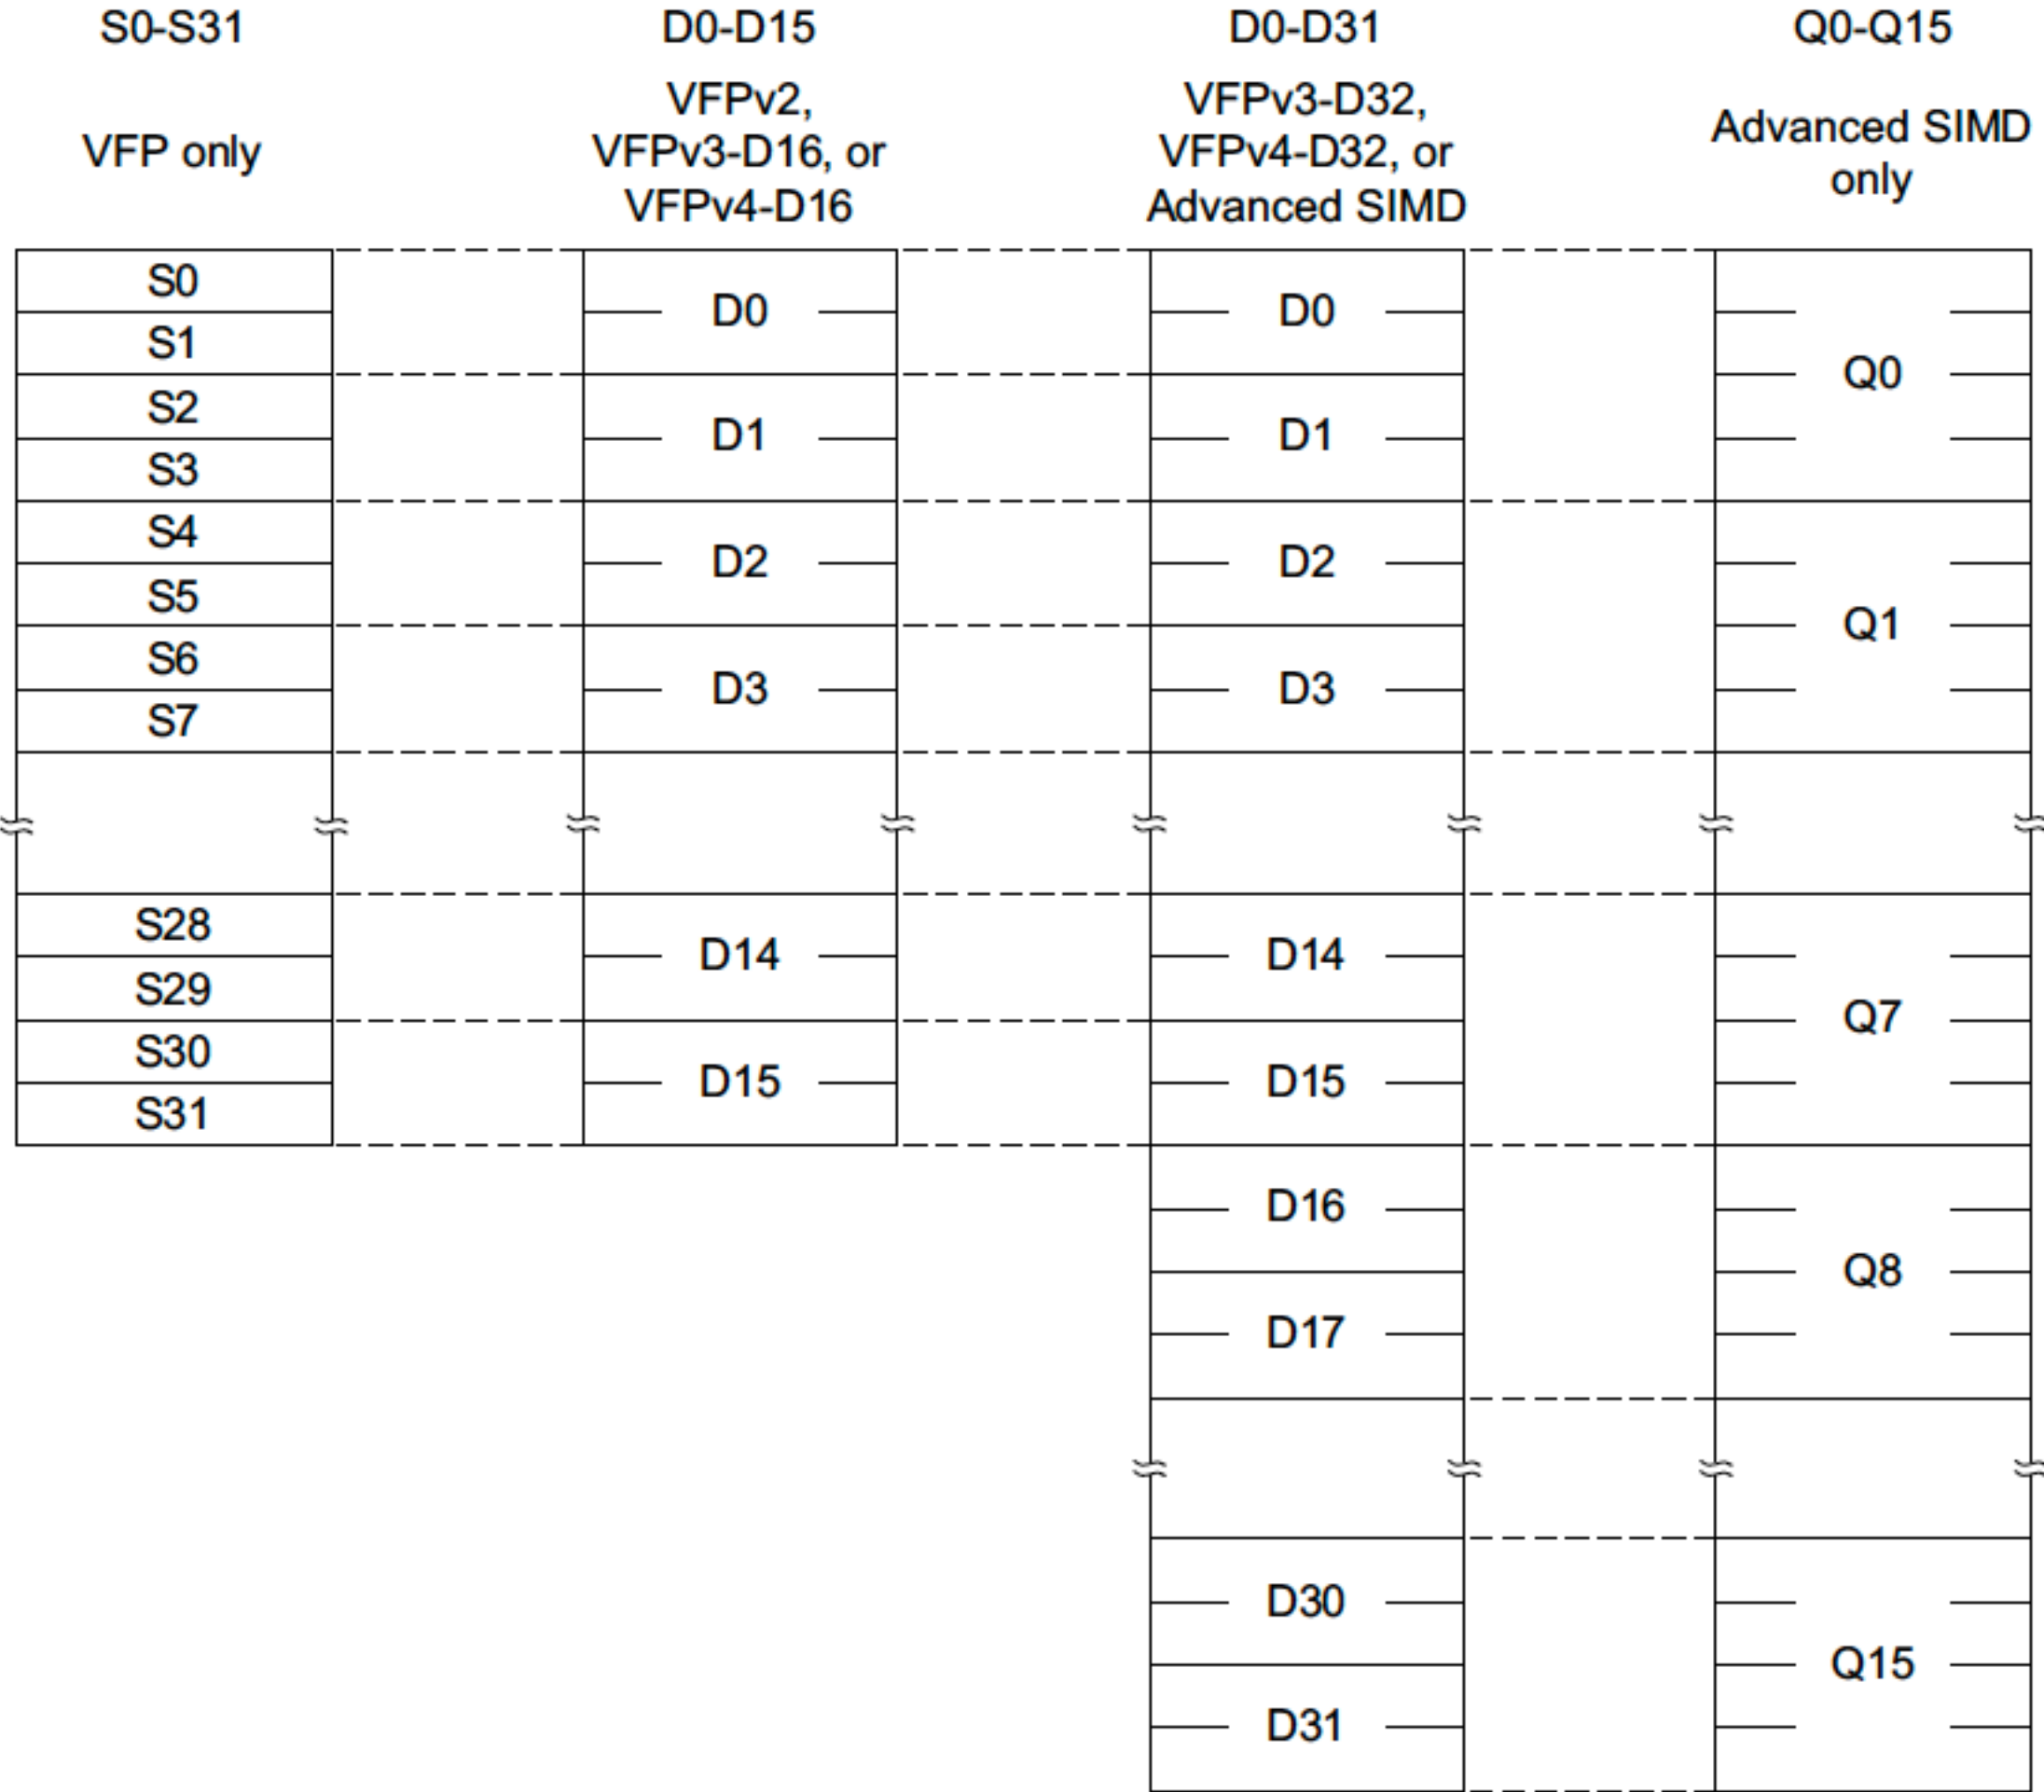 S0-S31
VFP only
S0
S1
S2
S3
S4
S5
S6
S7
S28
S29
S30
S31
D0-D15
VFPv2,
VFPv3-D16, or
VFPv4-D16
D0
D1
D2
D3
D14
D15
D0-D31
VFPv3-D32,
VFPv4-D32, or
Advanced SIMD
D0
D1
D2
D3
D14
D15
D16
D17
D30
D31
Q0-Q15
Advanced SIMD
only
Q0
Q1
Q7
Q8
Q15